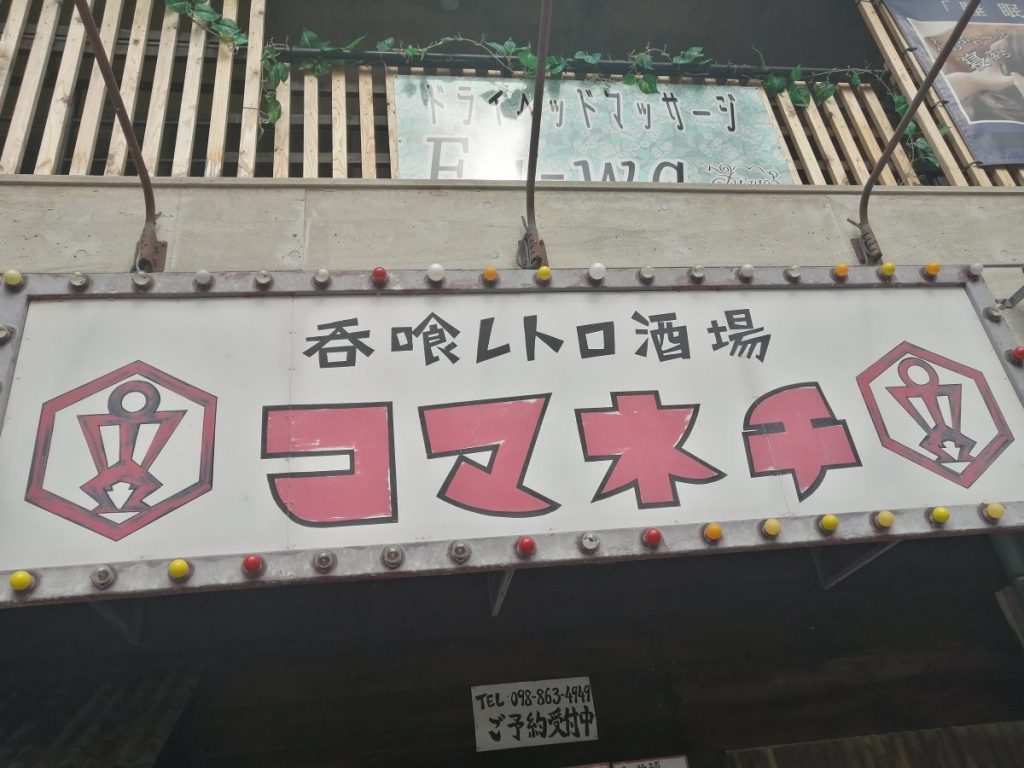 ドライヘッドマッサージ
呑喰レトロ酒場
コマネチ
TEL 098-863-4949
ご予約受付中